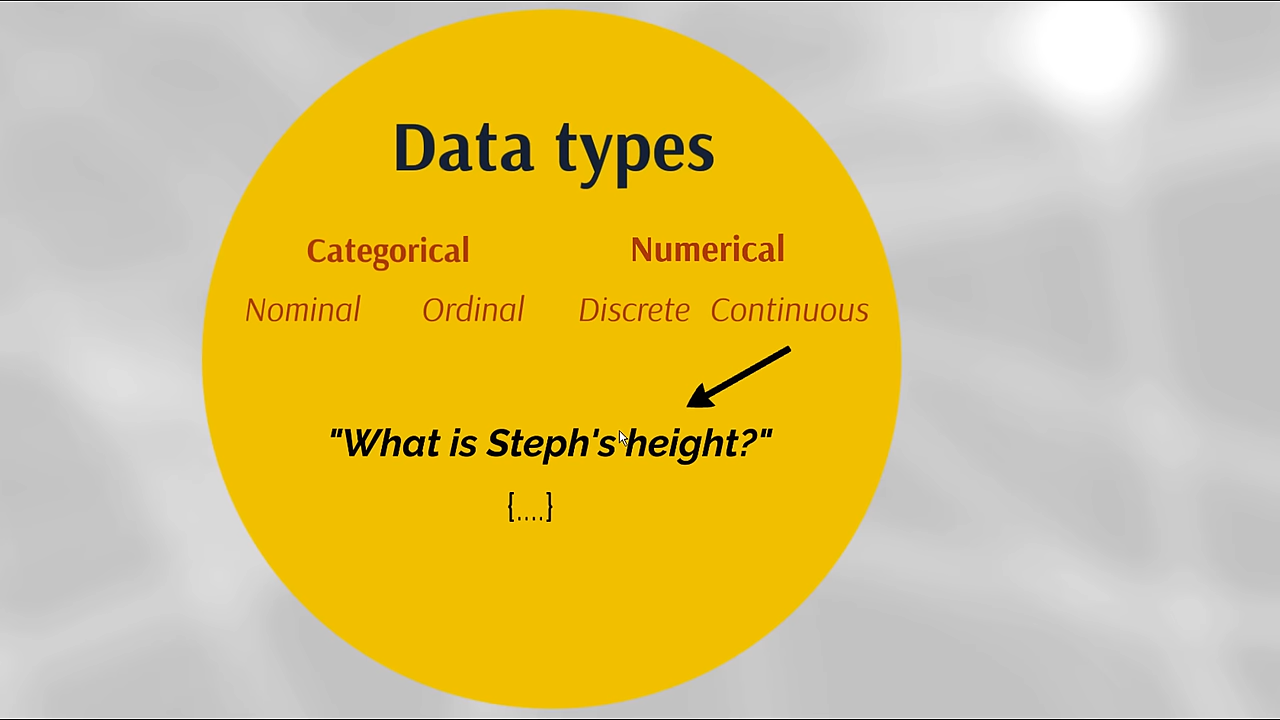 Data types
Categorical Numerical
Nominal Ordinal Discrete Continuous
"What is Steph's height?"
{....}